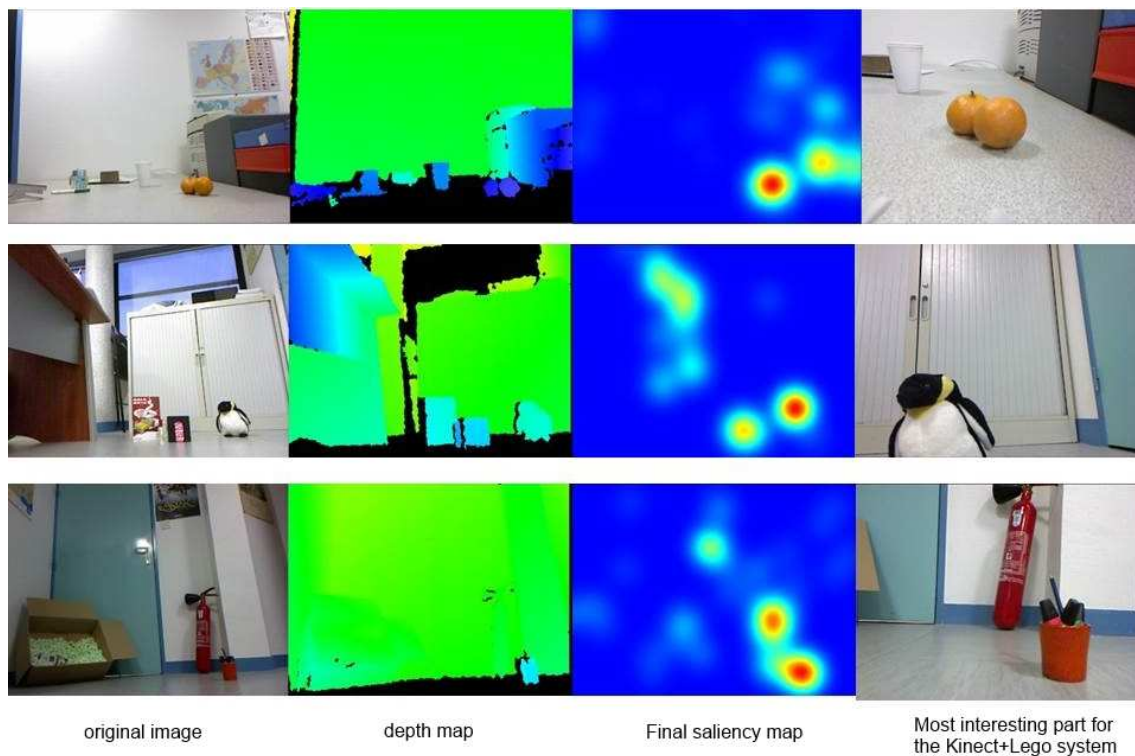 original image
depth map
Final saliency map
Most interesting part for
the Kinect+Lego system